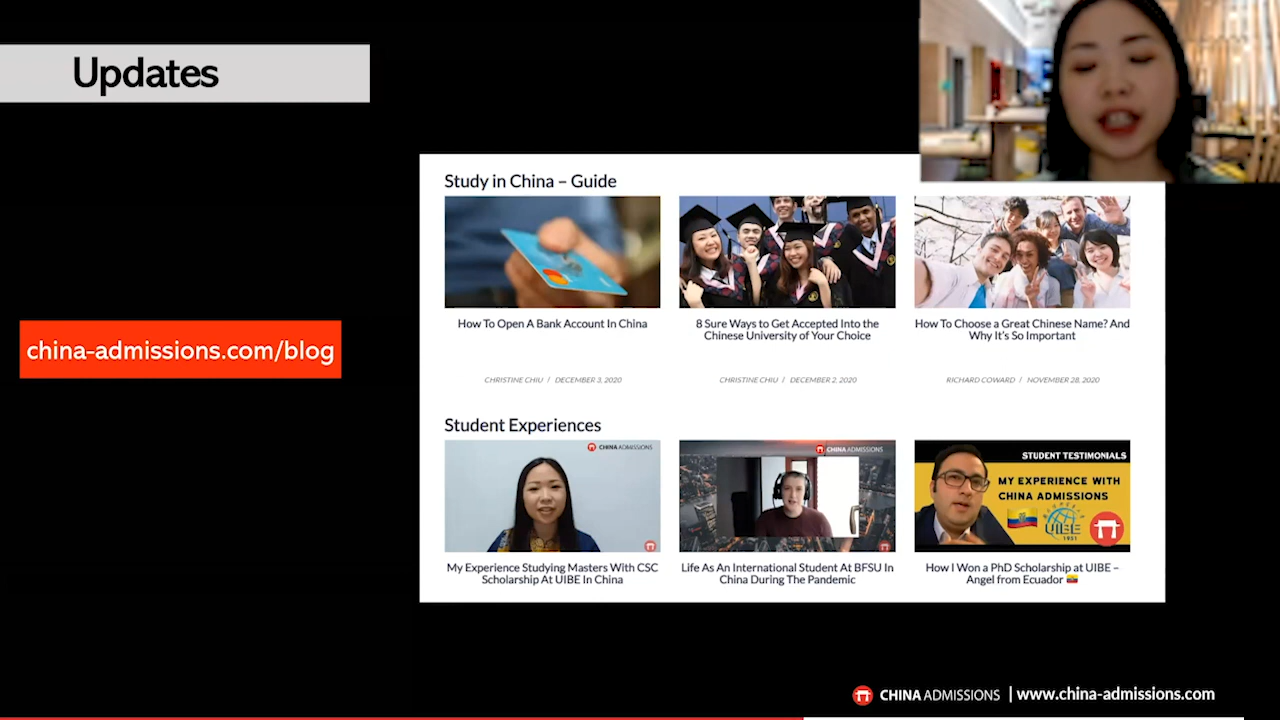 Updates
china-admissions.com/blog
Study in China – Guide
How To Open A Bank Account In China
CHRISTINE CHIU / DECEMBER 3, 2020
8 Sure Ways to Get Accepted Into the
Chinese University of Your Choice
CHRISTINE CHIU / DECEMBER 2, 2020
How To Choose a Great Chinese Name? And
Why It's So Important
RICHARD COWARD / NOVEMBER 28, 2020
Student Experiences
CHINA ADMISSIONS
My Experience Studying Masters With CSC
Scholarship At UIBE In China
CHINA ADMISSIONS
Life As An International Student At BFSU In
China During The Pandemic
STUDENT TESTIMONIALS
MY EXPERIENCE WITH
CHINA ADMISSIONS
UIBE
1951
How I Won a PhD Scholarship at UIBE –
Angel from Ecuador 🇪🇨
CHINA ADMISSIONS | www.china-admissions.com